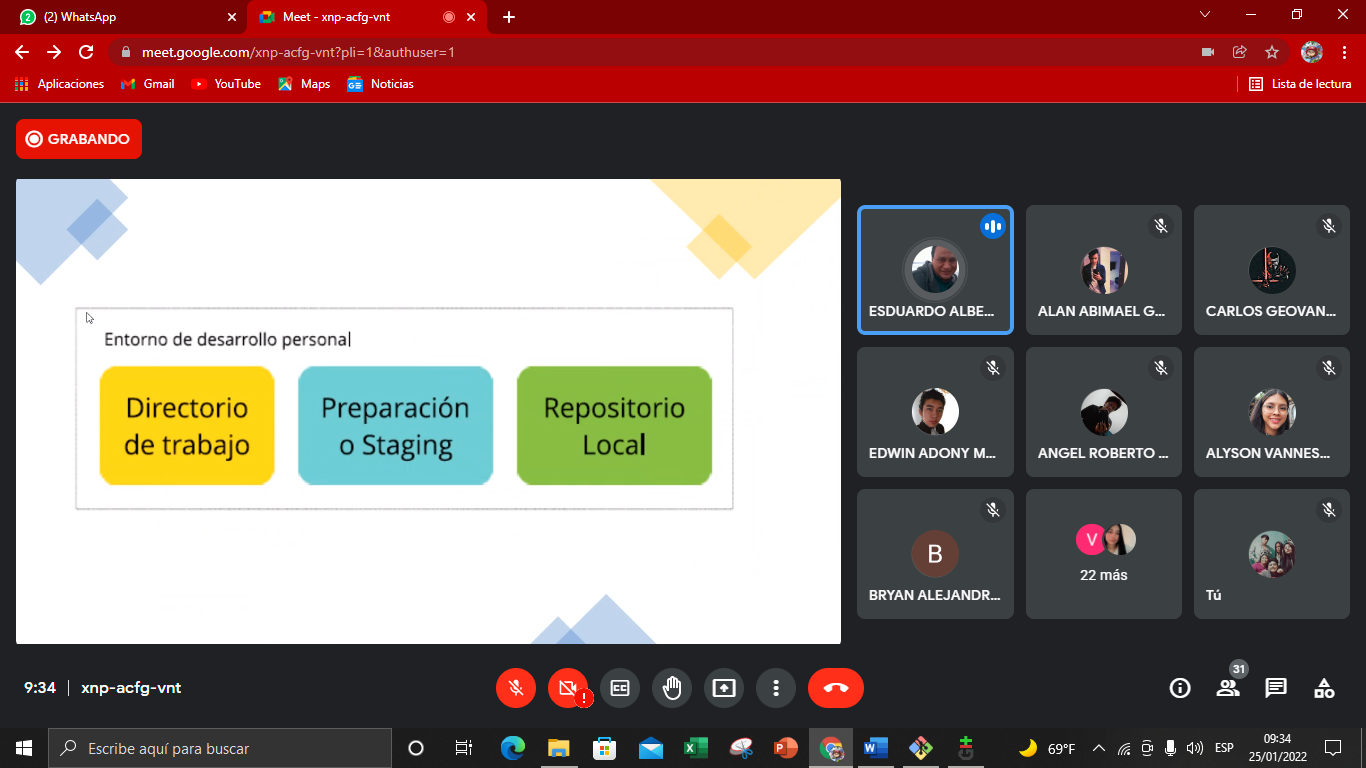 2
(2) WhatsApp
Meet - xnp-acfg-vnt
meet.google.com/xnp-acfg-vnt?pli=1&authuser=1
Aplicaciones
Gmail
YouTube
Maps
Noticias
Lista de lectura
GRABANDO
Entorno de desarrollo personal
Directorio
de trabajo
Preparación
o Staging
Repositorio
Local
ESDUARDO ALBE...
ALAN ABIMAEL G...
CARLOS GEOVAN...
EDWIN ADONY M...
ANGEL ROBERTO ...
ALYSON VANNES...
B
BRYAN ALEJANDR...
V
22 más
Tú
9:34 | xnp-acfg-vnt
CC
!
31
Escribe aquí para buscar
69°F
ESP
09:34
25/01/2022